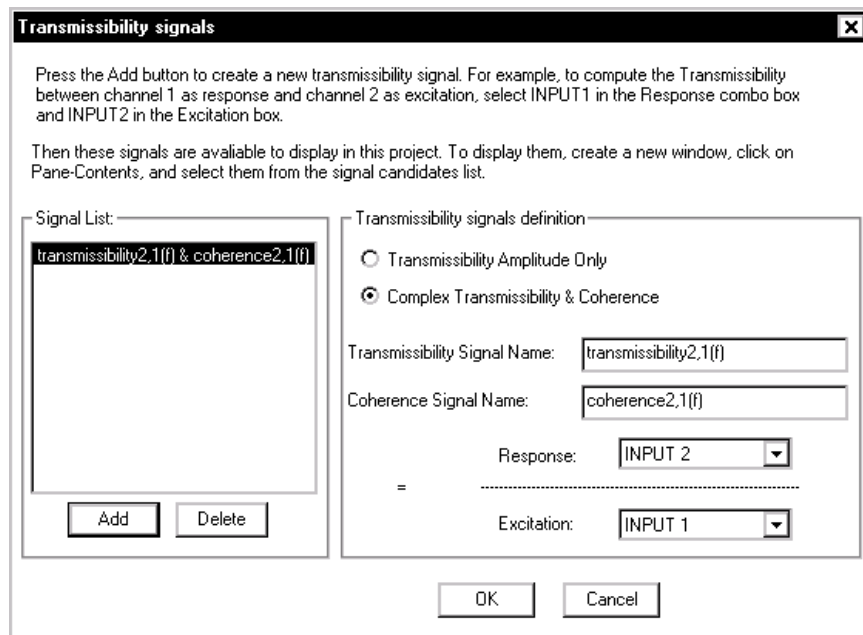 Transmissibility signals
Press the Add button to create a new transmissibility signal. For example, to compute the Transmissibility
between channel 1 as response and channel 2 as excitation, select INPUT1 in the Response combo box
and INPUT2 in the Excitation box.
Then these signals are avaliable to display in this project. To display them, create a new window, click on
Pane-Contents, and select them from the signal candidates list.
Signal List:
transmissibility2,1(f) & coherence2,1(f)
Add
Delete
Transmissibility signals definition
Transmissibility Amplitude Only
Complex Transmissibility & Coherence
Transmissibility Signal Name:
transmissibility2,1(f)
Coherence Signal Name:
coherence2,1(f)
Response:
INPUT 2
=
Excitation:
INPUT 1
OK
Cancel